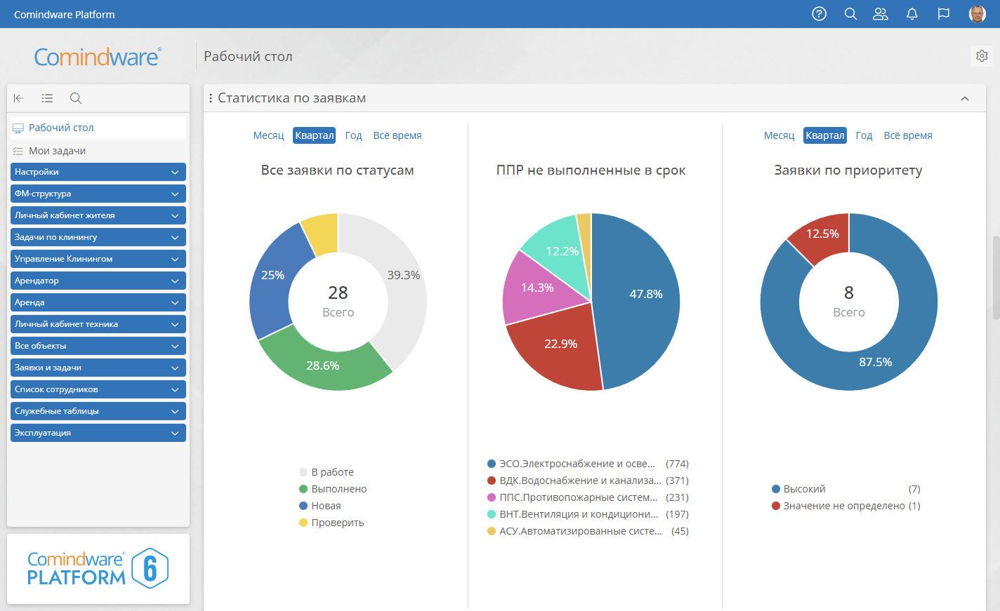 Comindware Platform
Comindware®
Рабочий стол
Рабочий стол
Мои задачи
Настройки
ФМ-структура
Личный кабинет жителя
Задачи по клинингу
Управление Клинингом
Арендатор
Аренда
Личный кабинет техника
Все объекты
Заявки и задачи
Список сотрудников
Служебные таблицы
Эксплуатация
Comindware®
PLATFORM 6
Статистика по заявкам
Месяц Квартал Год Всё время
Все заявки по статусам
39.3%
25%
28.6%
28
Всего
В работе
Выполнено
Новая
Проверить
ППР не выполненные в срок
47.8%
22.9%
14.3%
12.2%
ЭСО.Электроснабжение и осве... (774)
ВДК.Водоснабжение и канализа... (371)
ППС.Противопожарные систем... (231)
ВНТ.Вентиляция и кондициони... (197)
АСУ.Автоматизированные систе... (45)
Месяц Квартал Год Всё время
Заявки по приоритету
12.5%
87.5%
8
Всего
Высокий (7)
Значение не определено (1)